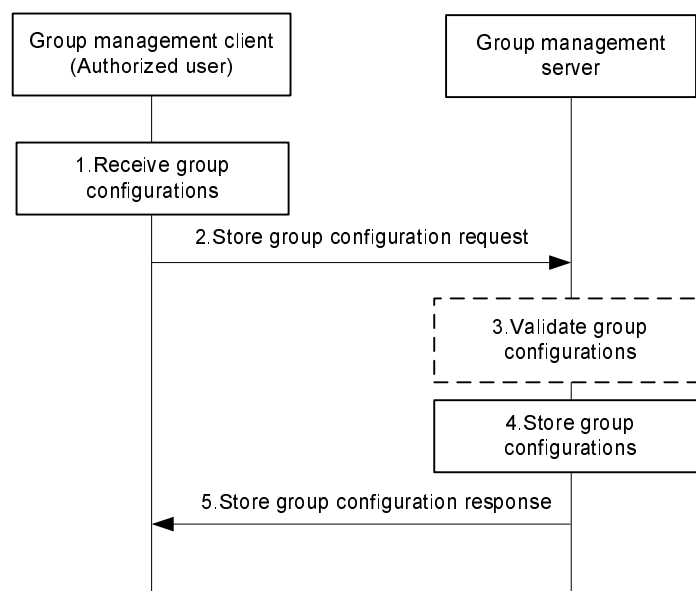 Group management client
(Authorized user)
Group management
server
1.Receive group
configurations
2.Store group configuration request
3.Validate group
configurations
4.Store group
configurations
5.Store group configuration response